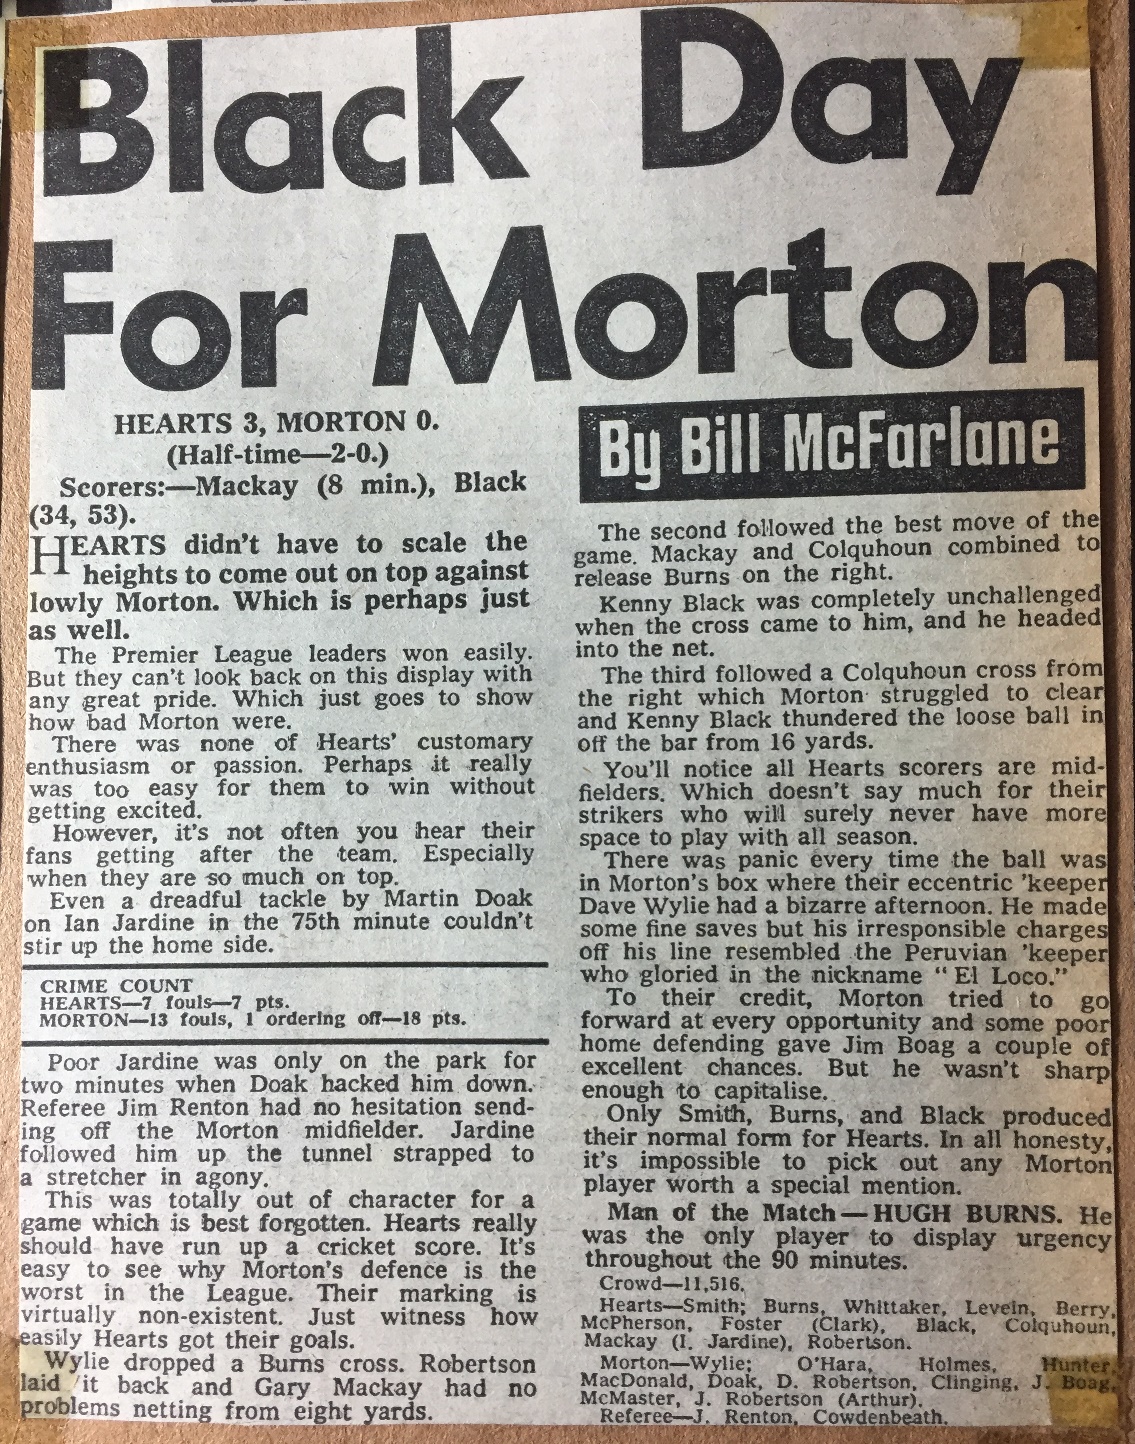 Black Day
For Morton
HEARTS 3, MORTON 0.
(Half-time—2-0.)
Scorers:—Mackay (8 min.), Black
(34, 53).
HEARTS didn't have to scale the
heights to come out on top against
lowly Morton. Which is perhaps just
as well.
The Premier League leaders won easily.
But they can't look back on this display with
any great pride. Which just goes to show
how bad Morton were.
There was none of Hearts' customary
enthusiasm or passion. Perhaps it really
was too easy for them to win without
getting excited.
However, it's not often you hear their
fans getting after the team. Especially
when they are so much on top.
Even a dreadful tackle by Martin Doak
on Ian Jardine in the 75th minute couldn't
stir up the home side.
CRIME COUNT
HEARTS—7 fouls—7 pts.
MORTON—13 fouls, 1 ordering off—18 pts.
Poor Jardine was only on the park for
two minutes when Doak hacked him down.
Referee Jim Renton had no hesitation send-
ing off the Morton midfielder. Jardine
followed him up the tunnel strapped to
a stretcher in agony.
This was totally out of character for a
game which is best forgotten. Hearts really
should have run up a cricket score. It's
easy to see why Morton's defence is the
worst in the League. Their marking is
virtually non-existent. Just witness how
easily Hearts got their goals.
Wylie dropped a Burns cross. Robertson
laid it back and Gary Mackay had no
problems netting from eight yards.
By Bill McFarlane
The second followed the best move of the
game. Mackay and Colquhoun combined to
release Burns on the right.
Kenny Black was completely unchallenged
when the cross came to him, and he headed
into the net.
The third followed a Colquhoun cross from
the right which Morton struggled to clear
and Kenny Black thundered the loose ball in
off the bar from 16 yards.
You'll notice all Hearts scorers are mid-
fielders. Which doesn't say much for their
strikers who will surely never have more
space to play with all season.
There was panic every time the ball was
in Morton's box where their eccentric 'keeper
Dave Wylie had a bizarre afternoon. He made
some fine saves but his irresponsible charges
off his line resembled the Peruvian 'keeper
who gloried in the nickname "El Loco."
To their credit, Morton tried to go
forward at every opportunity and some poor
home defending gave Jim Boag a couple of
excellent chances. But he wasn't sharp
enough to capitalise.
Only Smith, Burns, and Black produced
their normal form for Hearts. In all honesty,
it's impossible to pick out any Morton
player worth a special mention.
Man of the Match—HUGH BURNS. He
was the only player to display urgency
throughout the 90 minutes.
Crowd—11,516.
Hearts—Smith; Burns, Whittaker, Levein, Berry,
McPherson, Foster (Clark), Black, Colquhoun,
Mackay (I. Jardine), Robertson.
Morton—Wylie; O'Hara, Holmes, Hunter,
MacDonald, Doak, D. Robertson, Clinging, J. Boag,
McMaster, J. Robertson (Arthur).
Referee—J. Renton, Cowdenbeath.